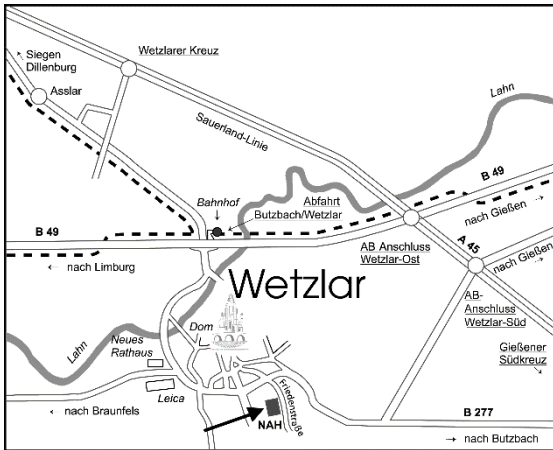 Siegen
Dillenburg
Wetzlarer Kreuz
Asslar
Sauerland-Linie
Lahn
B 49
Bahnhof
↓
Abfahrt
Butzbach/Wetzlar
nach Gießen →
B 49
← nach Limburg
AB Anschluss
Wetzlar-Ost
A 45
nach Gießen →
Wetzlar
AB-
Anschluss
Wetzlar-Süd
Dom
Neues
Rathaus
Lahn
Gießener
Südkreuz
Leica
Friedenstraße
← nach Braunfels
NAH
B 277
→ nach Butzbach